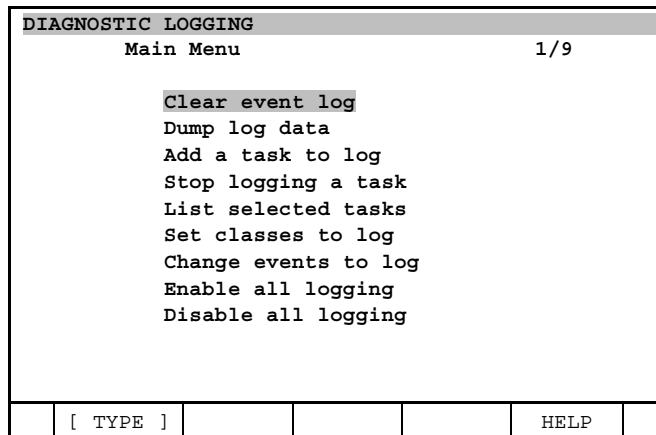 DIAGNOSTIC LOGGING
Main Menu 1/9
Clear event log
Dump log data
Add a task to log
Stop logging a task
List selected tasks
Set classes to log
Change events to log
Enable all logging
Disable all logging
[ TYPE ] HELP